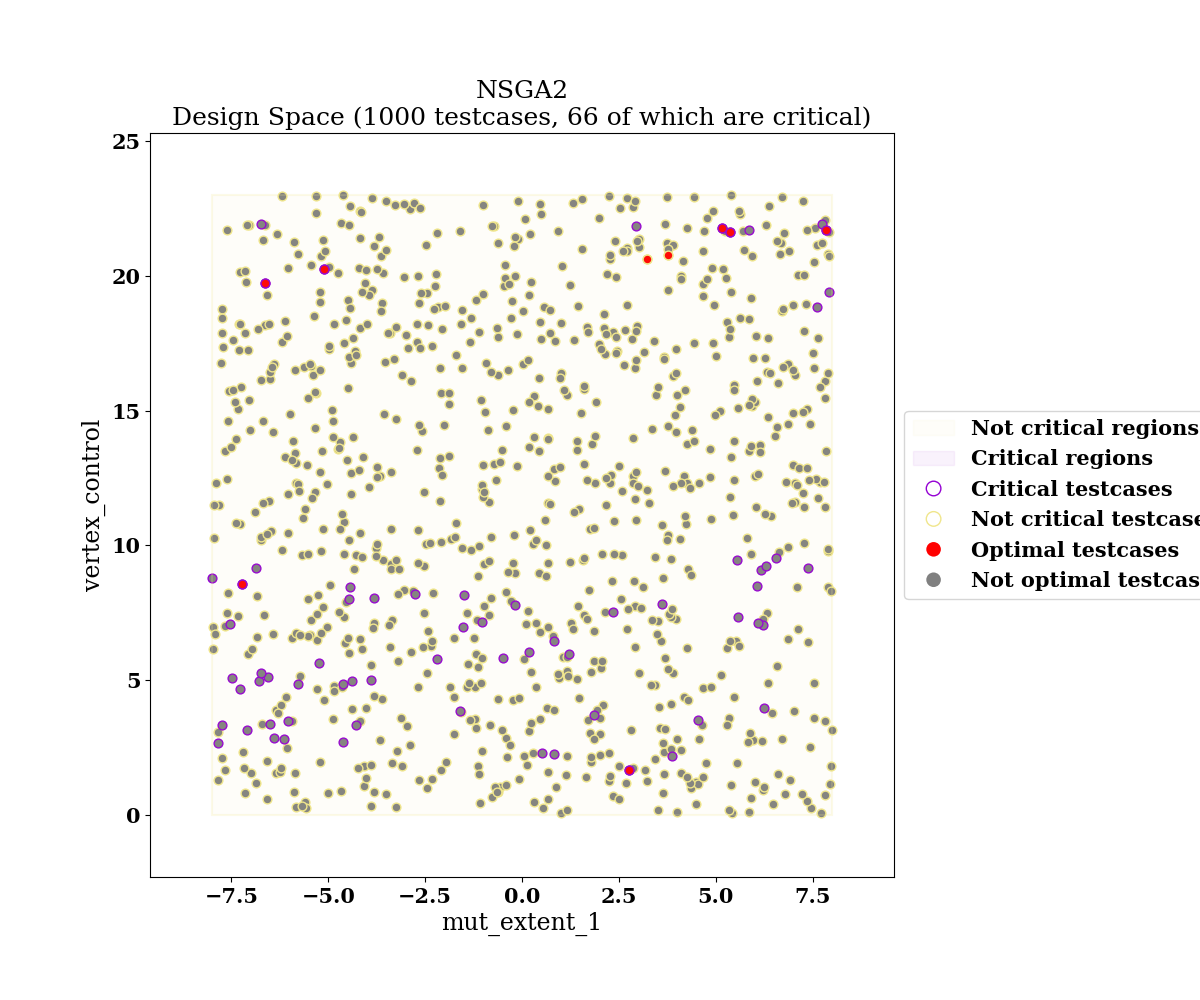 NSGA2
Design Space (1000 testcases, 66 of which are critical)
25
20
15
10
5
0
vertex_control
−7.5
−5.0
−2.5
0.0
2.5
5.0
7.5
mut_extent_1
Not critical regions
Critical regions
Critical testcases
Not critical testcase
Optimal testcases
Not optimal testcas